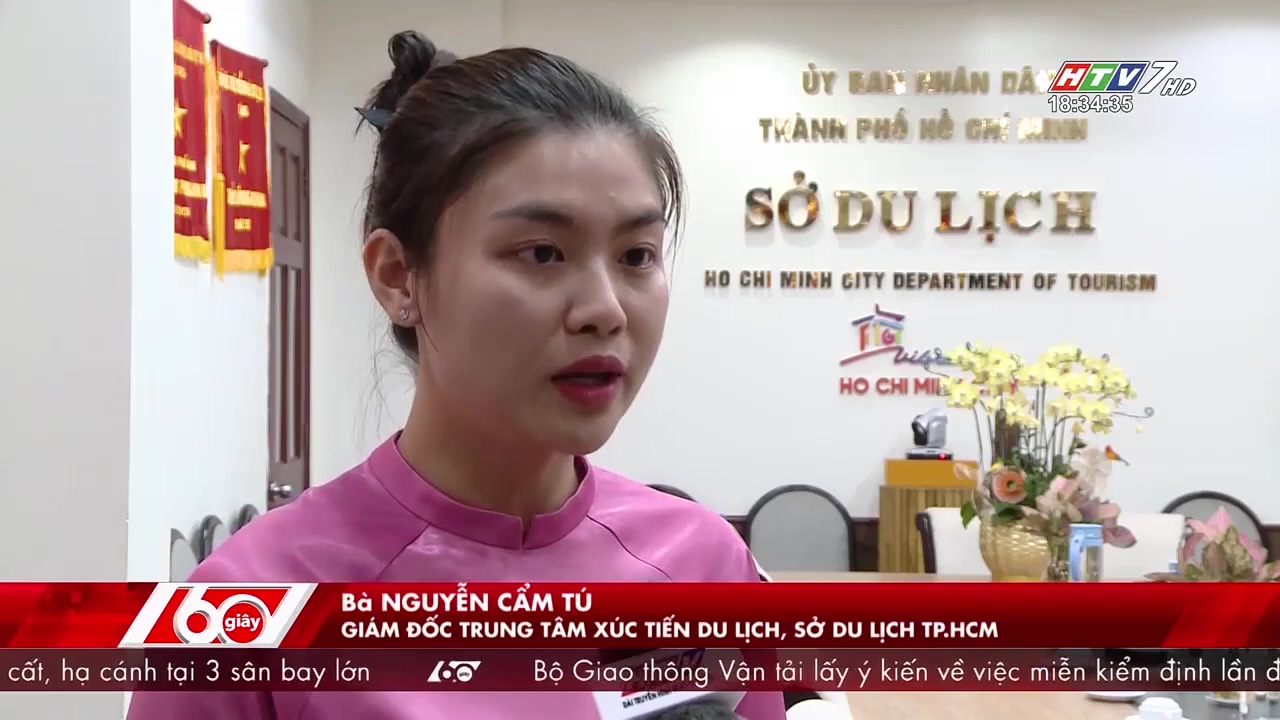 HTV7 HD
18:34:35
ỦY BAN NHÂN DÂN
THÀNH PHỐ HỒ CHÍ MINH
SỞ DU LỊCH
HO CHI MINH CITY DEPARTMENT OF TOURISM
HO CHI MINH
60 giây
Bà NGUYỄN CẨM TÚ
GIÁM ĐỐC TRUNG TÂM XÚC TIẾN DU LỊCH, SỞ DU LỊCH TP.HCM
cất, hạ cánh tại 3 sân bay lớn 60 giây Bộ Giao thông Vận tải lấy ý kiến về việc miễn kiểm định lần đ